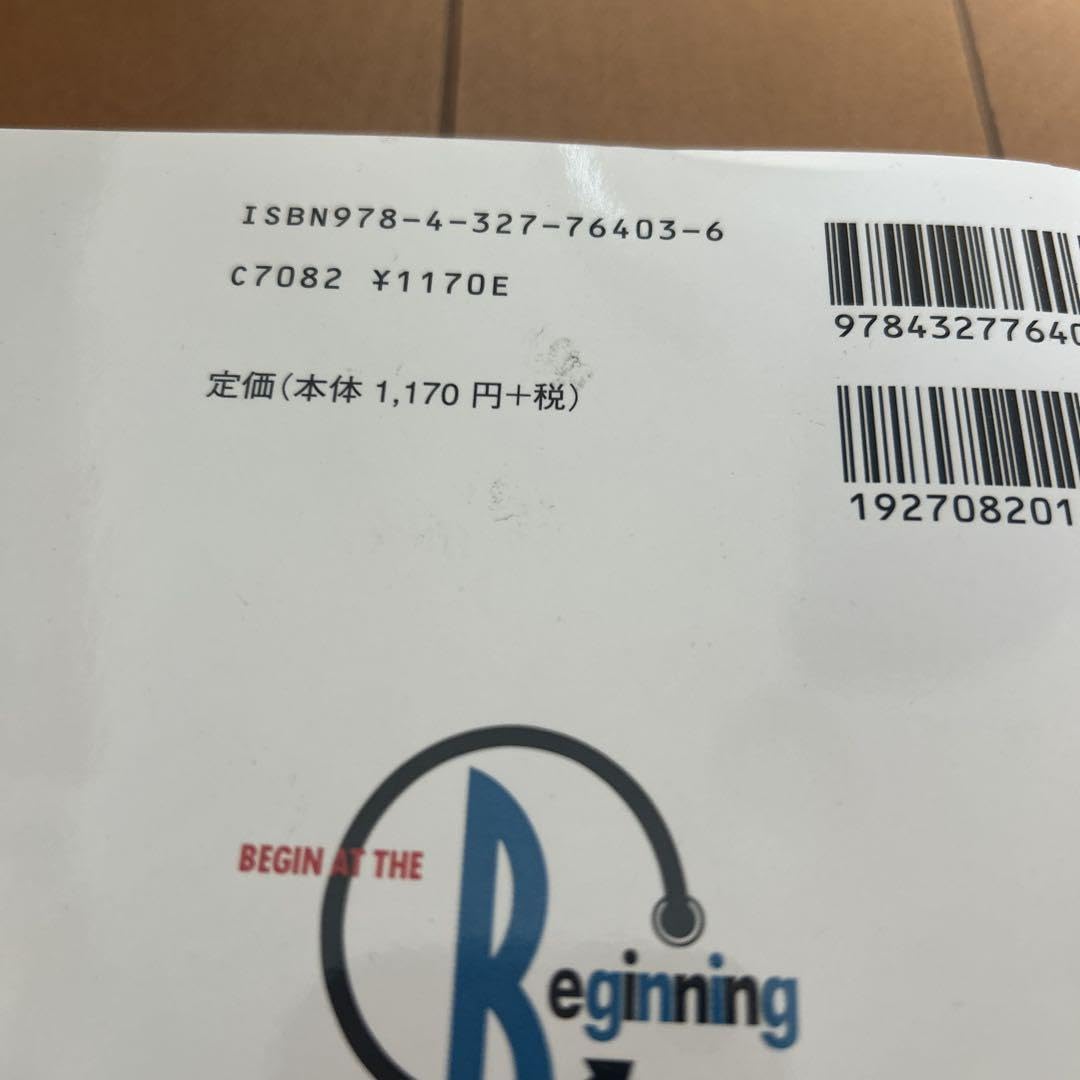 ISBN978-4-327-76403-6
C7082 ¥1170E
定価(本体 1,170 円+税)
97843277640
192708201
BEGIN AT THE
Beginning